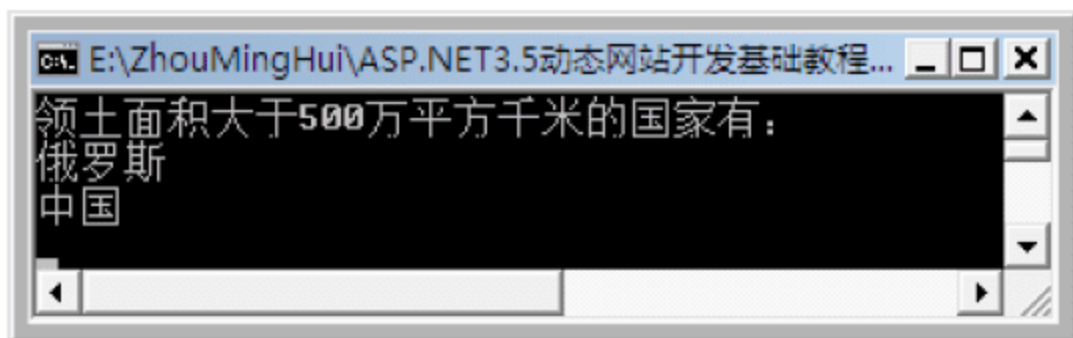 E:\ZhouMingHui\ASP.NET3.5动态网站开发基础教程...
领土面积大于500万平方千米的国家有：
俄罗斯
中国